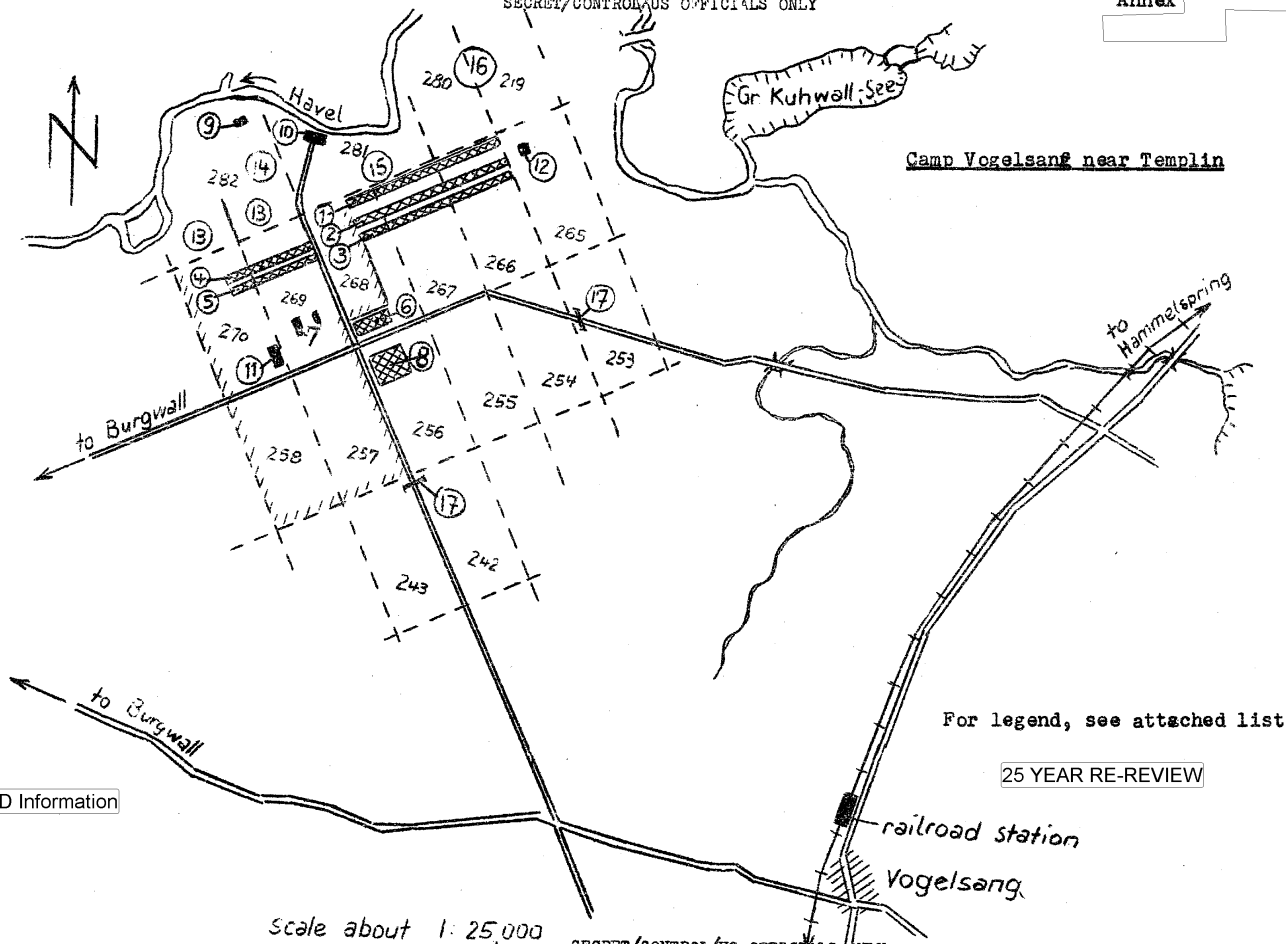 SECRET/CONTROL/US OFFICIALS ONLY
Annex
Camp Vogelsang near Templin
Gr. Kuhwall-See
Havel
16
280
219
9
10
281
15
12
14
282
13
13
1
2
3
4
5
265
266
267
268
269
270
6
7
8
11
17
253
254
255
256
257
258
17
242
243
to Burgwall
to Hammelspring
to Burgwall
For legend, see attached list
25 YEAR RE-REVIEW
D Information
railroad station
Vogelsang
scale about 1:25 000